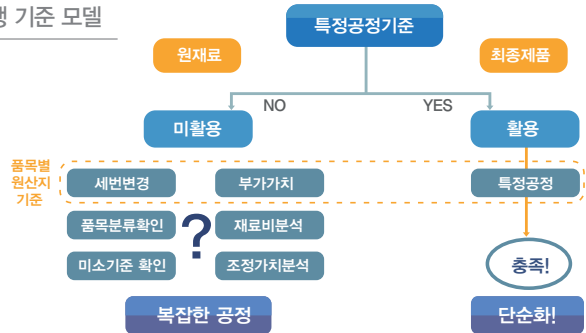 행 기준 모델
특정공정기준
원재료
최종제품
NO
YES
미활용
활용
품목별
원산지
기준
세번변경
부가가치
특정공정
품목분류확인
?
재료비분석
미소기준 확인
조정가치분석
충족!
복잡한 공정
단순화!